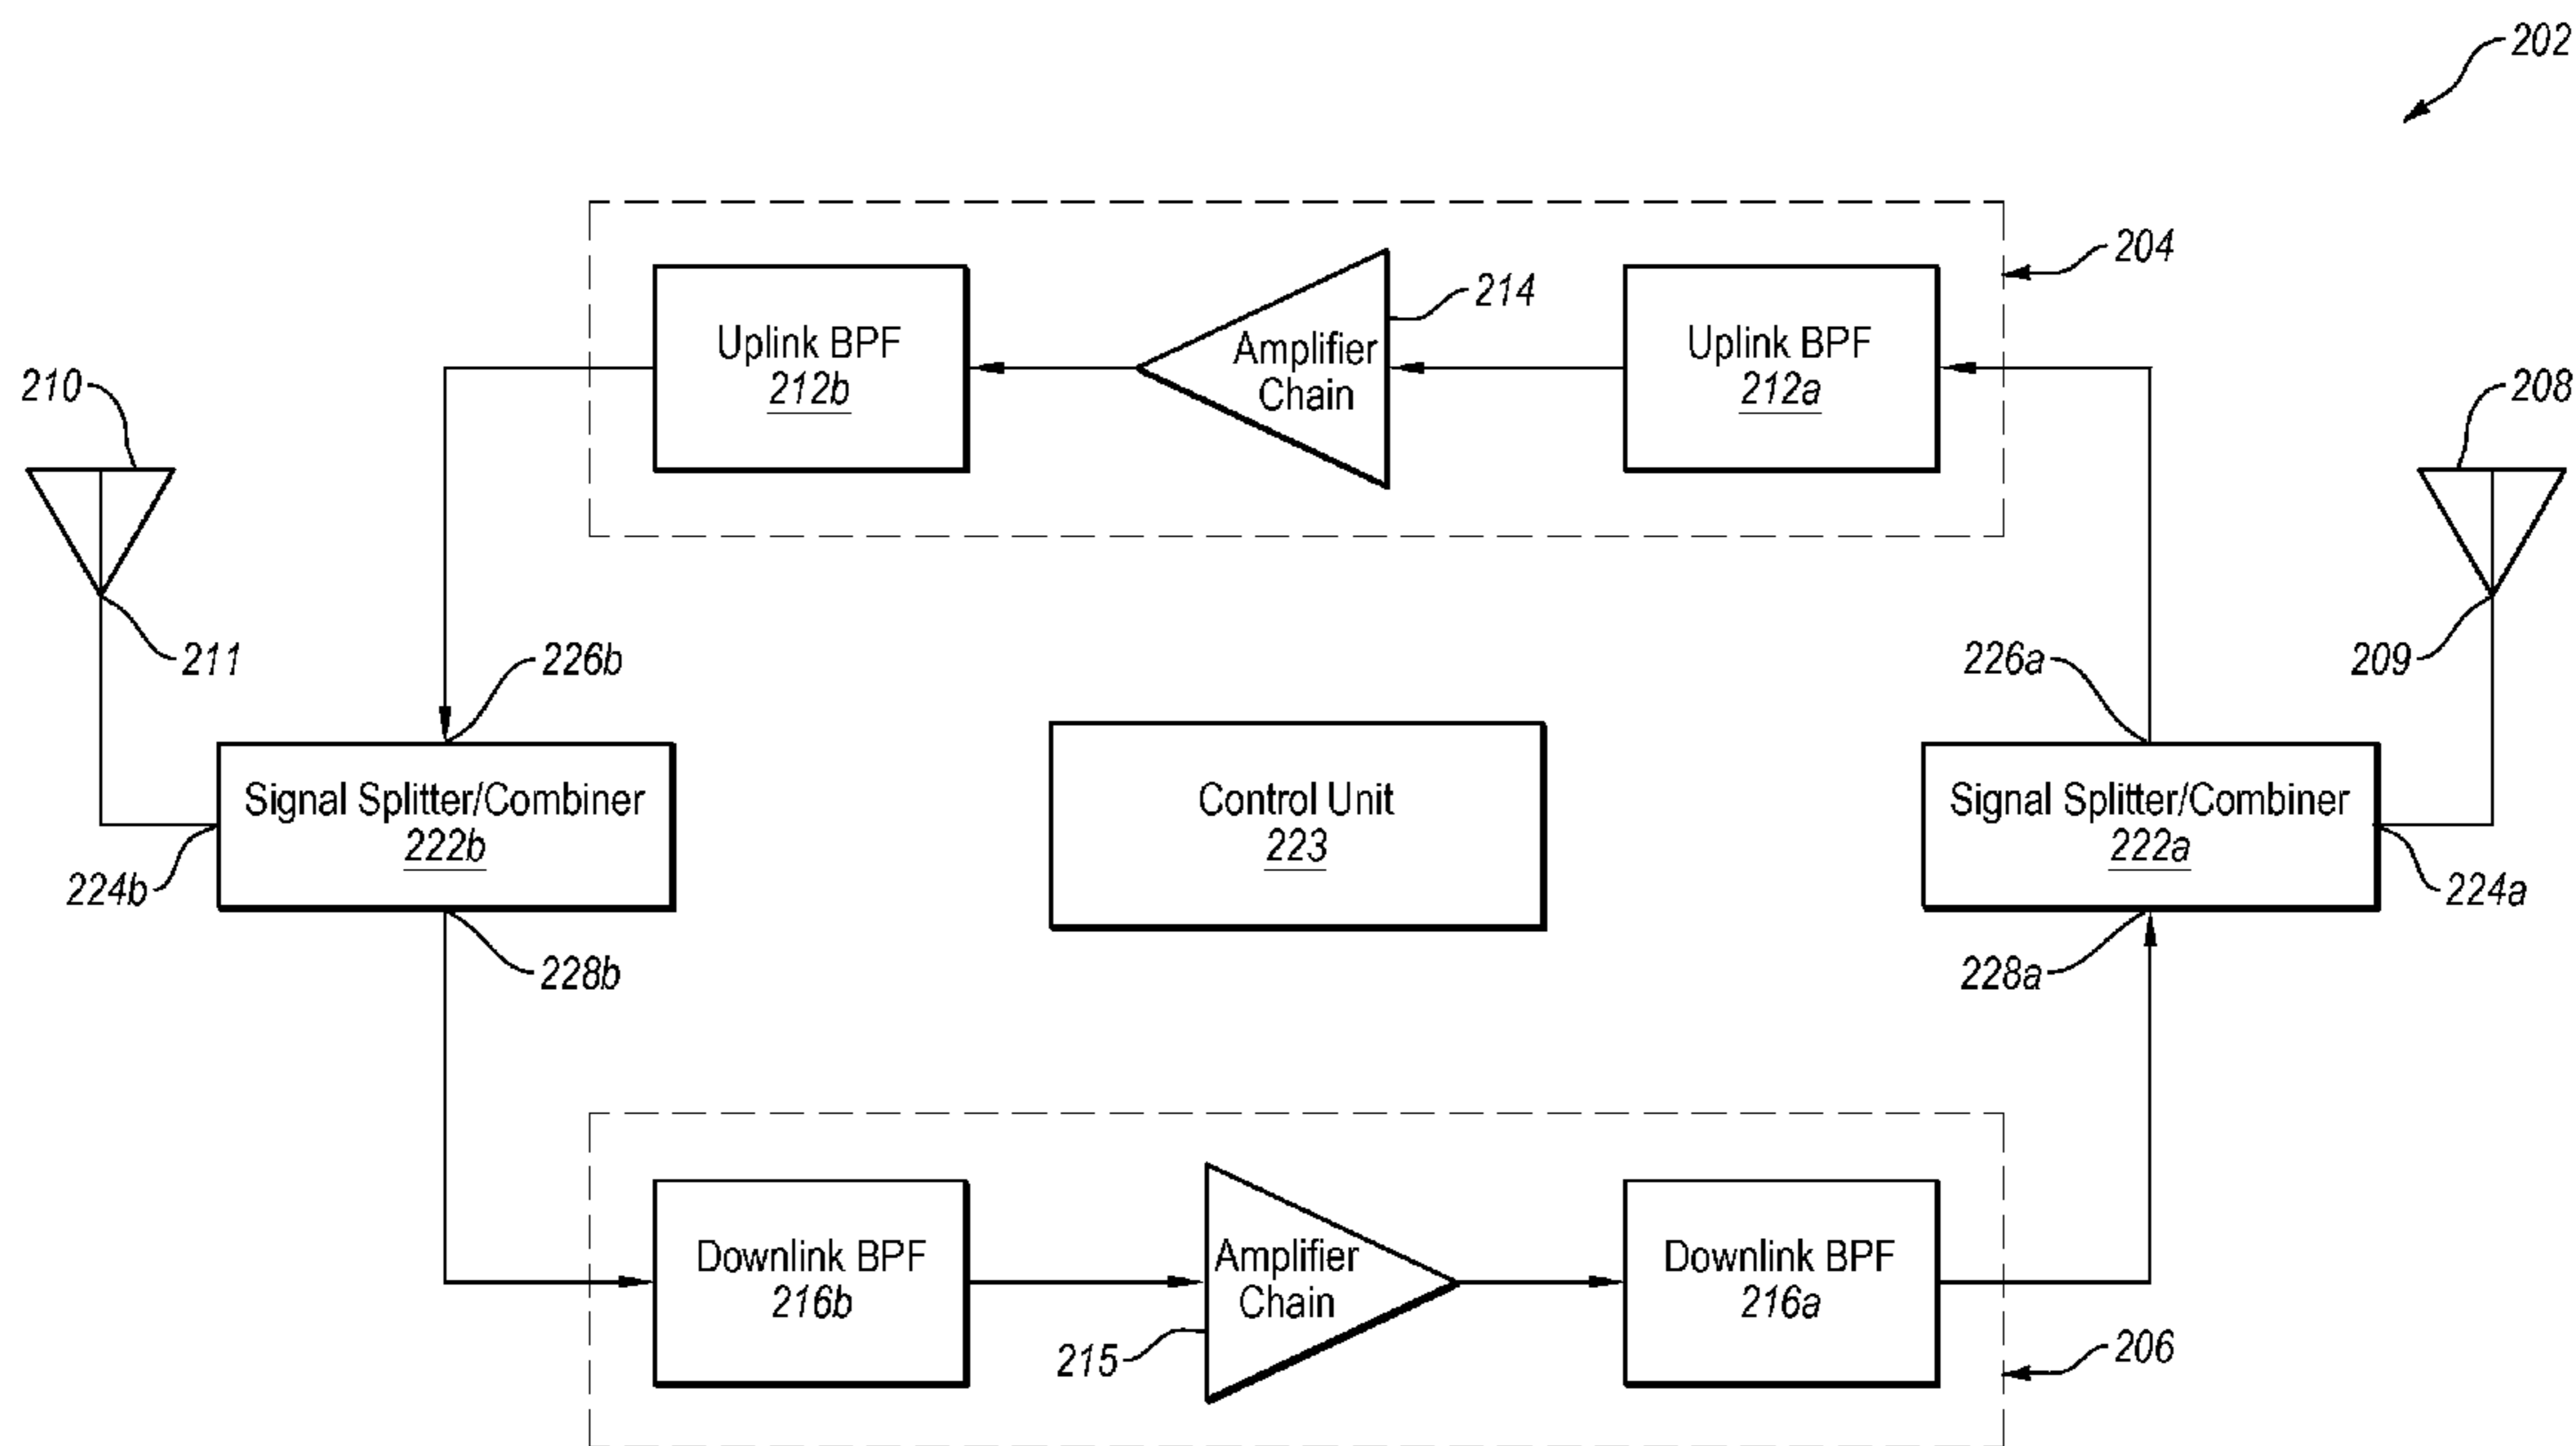 202
204
214
Uplink BPF
212b
Amplifier
Chain
Uplink BPF
212a
210
208
211
226b
226a
209
Signal Splitter/Combiner
222b
Control Unit
223
Signal Splitter/Combiner
222a
224b
224a
228b
228a
Downlink BPF
216b
Amplifier
Chain
Downlink BPF
216a
215
206